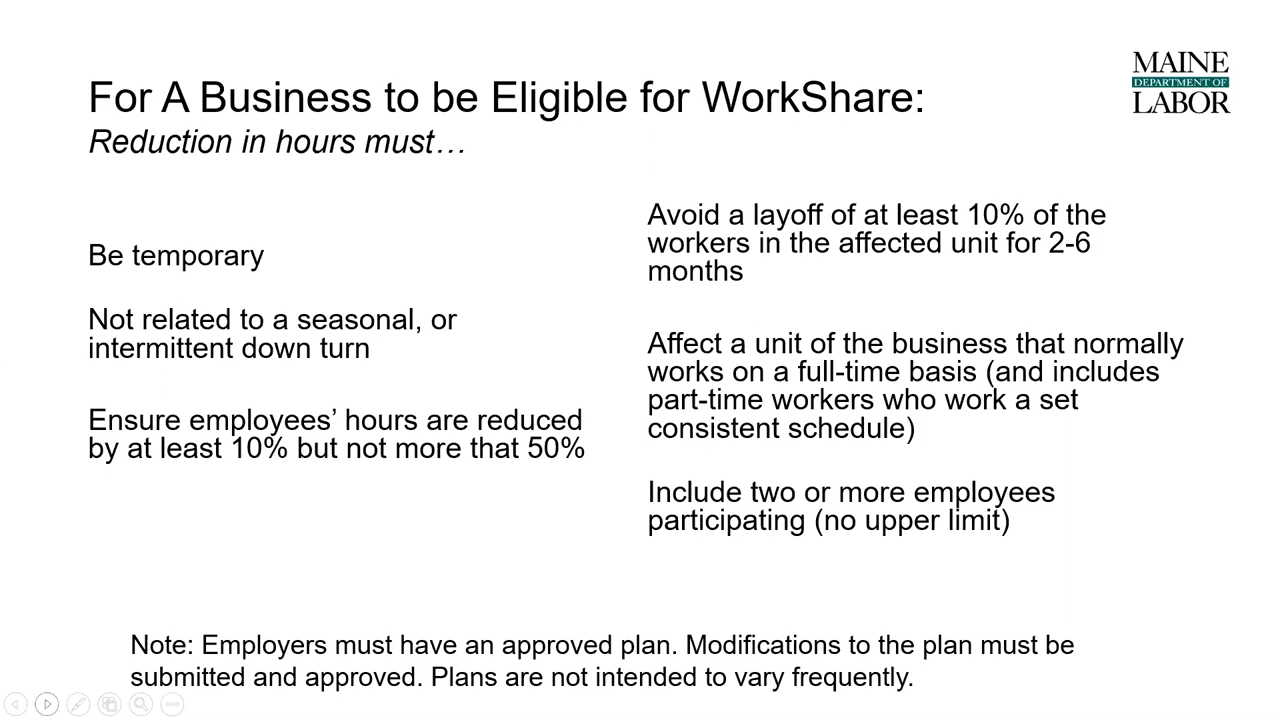 MAINE
DEPARTMENT OF
LABOR
For A Business to be Eligible for WorkShare:
Reduction in hours must…
Be temporary
Not related to a seasonal, or
intermittent down turn
Ensure employees’ hours are reduced
by at least 10% but not more that 50%
Avoid a layoff of at least 10% of the
workers in the affected unit for 2-6
months
Affect a unit of the business that normally
works on a full-time basis (and includes
part-time workers who work a set
consistent schedule)
Include two or more employees
participating (no upper limit)
Note: Employers must have an approved plan. Modifications to the plan must be
submitted and approved. Plans are not intended to vary frequently.